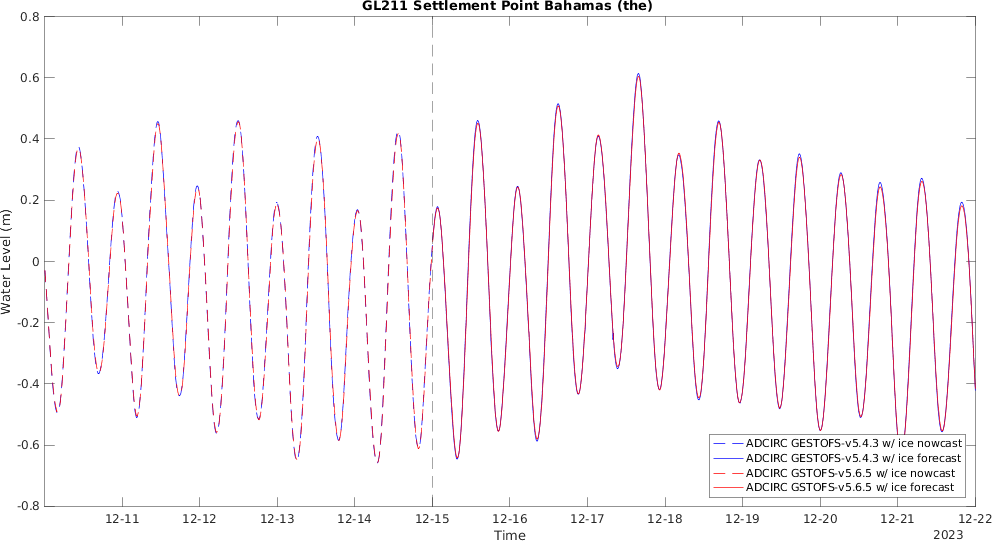 GL211 Settlement Point Bahamas (the)
0.8
0.6
0.4
0.2
0
-0.2
-0.4
-0.6
-0.8
Water Level (m)
ADCIRC GESTOFS-v5.4.3 w/ ice nowcast
ADCIRC GESTOFS-v5.4.3 w/ ice forecast
ADCIRC GSTOFS-v5.6.5 w/ ice nowcast
ADCIRC GSTOFS-v5.6.5 w/ ice forecast
12-11 12-12 12-13 12-14 12-15 12-16 12-17 12-18 12-19 12-20 12-21 12-22
Time
2023